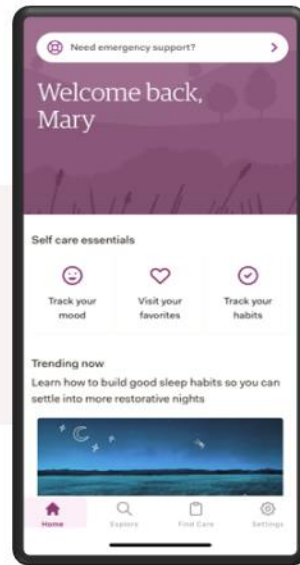 Need emergency support?
Welcome back,
Mary
Self care essentials
Track your
mood
Visit your
favorites
Track your
habits
Trending now
Learn how to build good sleep habits so you can
settle into more restorative nights
Home
Explore
Find Care
Settings